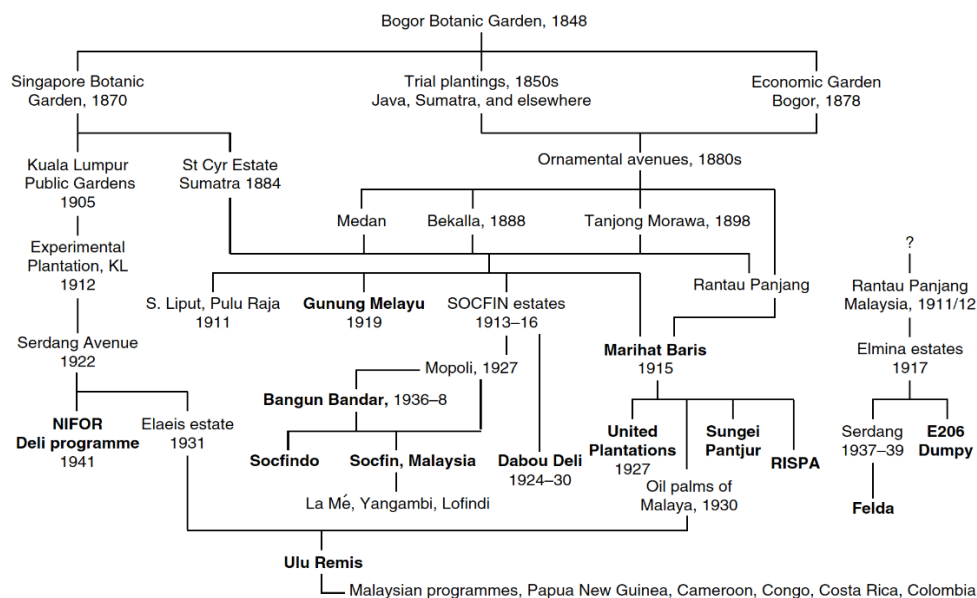 Bogor Botanic Garden, 1848
Singapore Botanic
Garden, 1870
Trial plantings, 1850s
Java, Sumatra, and elsewhere
Economic Garden
Bogor, 1878
Ornamental avenues, 1880s
Kuala Lumpur
Public Gardens
1905
St Cyr Estate
Sumatra 1884
Medan
Bekalla, 1888
Tanjong Morawa, 1898
Experimental
Plantation, KL
1912
?
Rantau Panjang
Rantau Panjang
Malaysia, 1911/12
S. Liput, Pulu Raja
1911
Gunung Melayu
1919
SOCFIN estates
1913–16
Serdang Avenue
1922
Marihat Baris
1915
Elmina estates
1917
Mopoli, 1927
Bangun Bandar, 1936–8
NIFOR
Deli programme
1941
Elaeis estate
1931
Socfindo
Socfin, Malaysia
Dabou Deli
1924–30
United
Plantations
1927
Sungei
Pantjur
RISPA
Serdang
1937–39
E206
Dumpy
La Mé, Yangambi, Lofindi
Oil palms of
Malaya, 1930
Felda
Ulu Remis
Malaysian programmes, Papua New Guinea, Cameroon, Congo, Costa Rica, Colombia